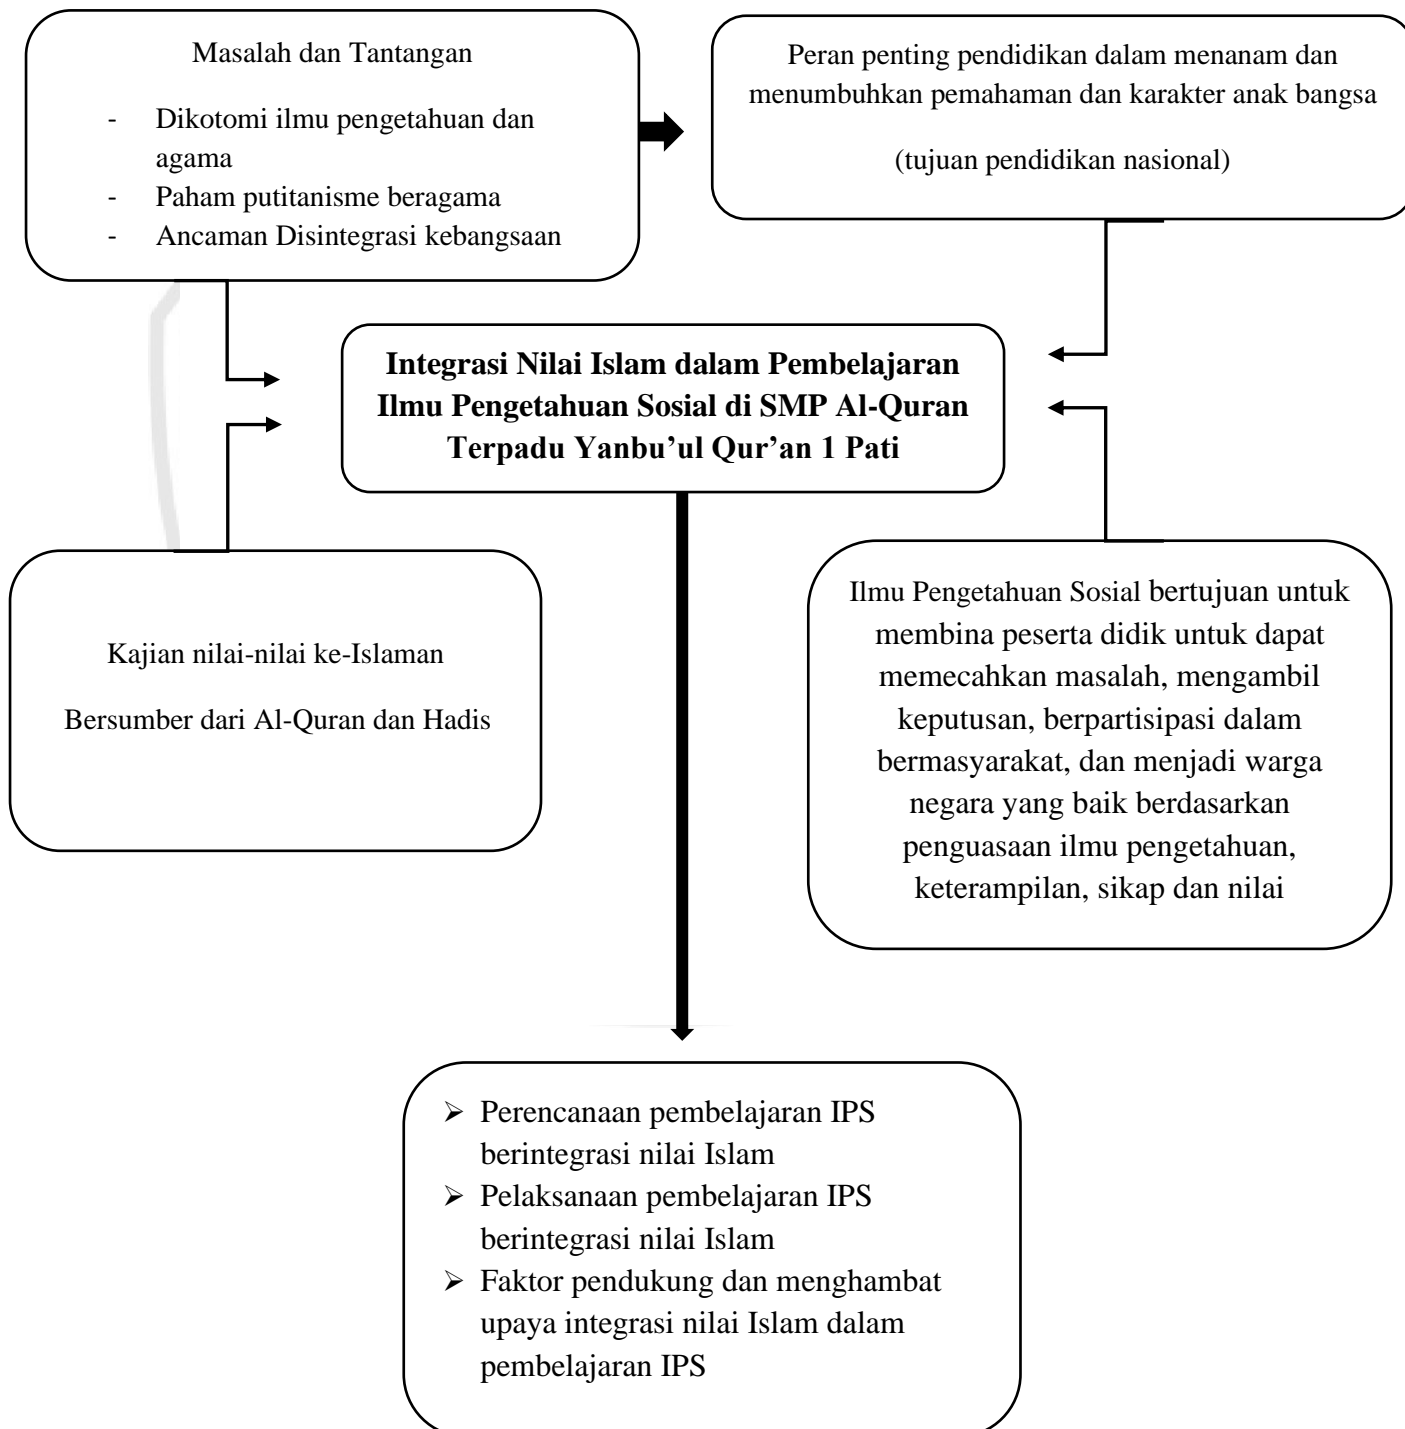 Masalah dan Tantangan
- Dikotomi ilmu pengetahuan dan
agama
- Paham putitanisme beragama
- Ancaman Disintegrasi kebangsaan
Peran penting pendidikan dalam menanam dan
menumbuhkan pemahaman dan karakter anak bangsa
(tujuan pendidikan nasional)
Integrasi Nilai Islam dalam Pembelajaran
Ilmu Pengetahuan Sosial di SMP Al-Quran
Terpadu Yanbu’ul Qur’an 1 Pati
Kajian nilai-nilai ke-Islaman
Bersumber dari Al-Quran dan Hadis
Ilmu Pengetahuan Sosial bertujuan untuk
membina peserta didik untuk dapat
memecahkan masalah, mengambil
keputusan, berpartisipasi dalam
bermasyarakat, dan menjadi warga
negara yang baik berdasarkan
penguasaan ilmu pengetahuan,
keterampilan, sikap dan nilai
➢ Perencanaan pembelajaran IPS
berintegrasi nilai Islam
➢ Pelaksanaan pembelajaran IPS
berintegrasi nilai Islam
➢ Faktor pendukung dan menghambat
upaya integrasi nilai Islam dalam
pembelajaran IPS